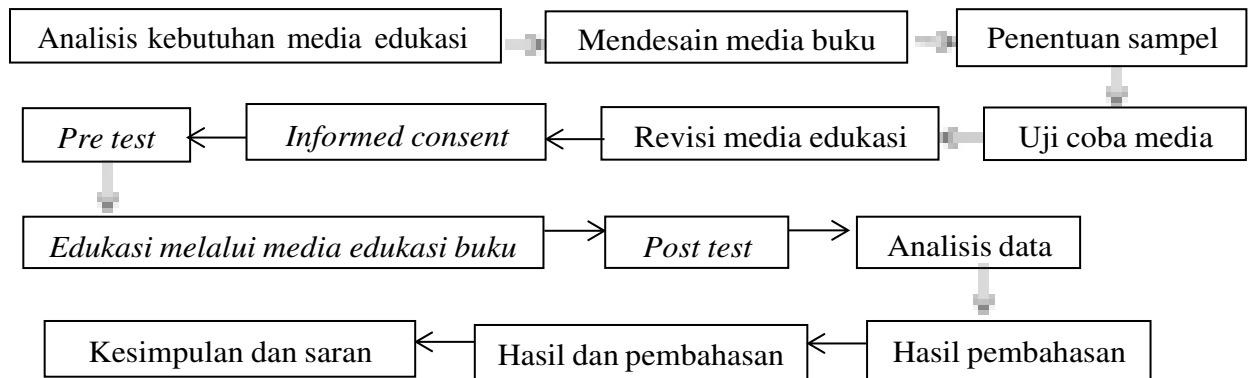 Analisis kebutuhan media edukasi
Mendesain media buku
Penentuan sampel
Uji coba media
Revisi media edukasi
Informed consent
Pre test
Edukasi melalui media edukasi buku
Post test
Analisis data
Hasil pembahasan
Hasil dan pembahasan
Kesimpulan dan saran